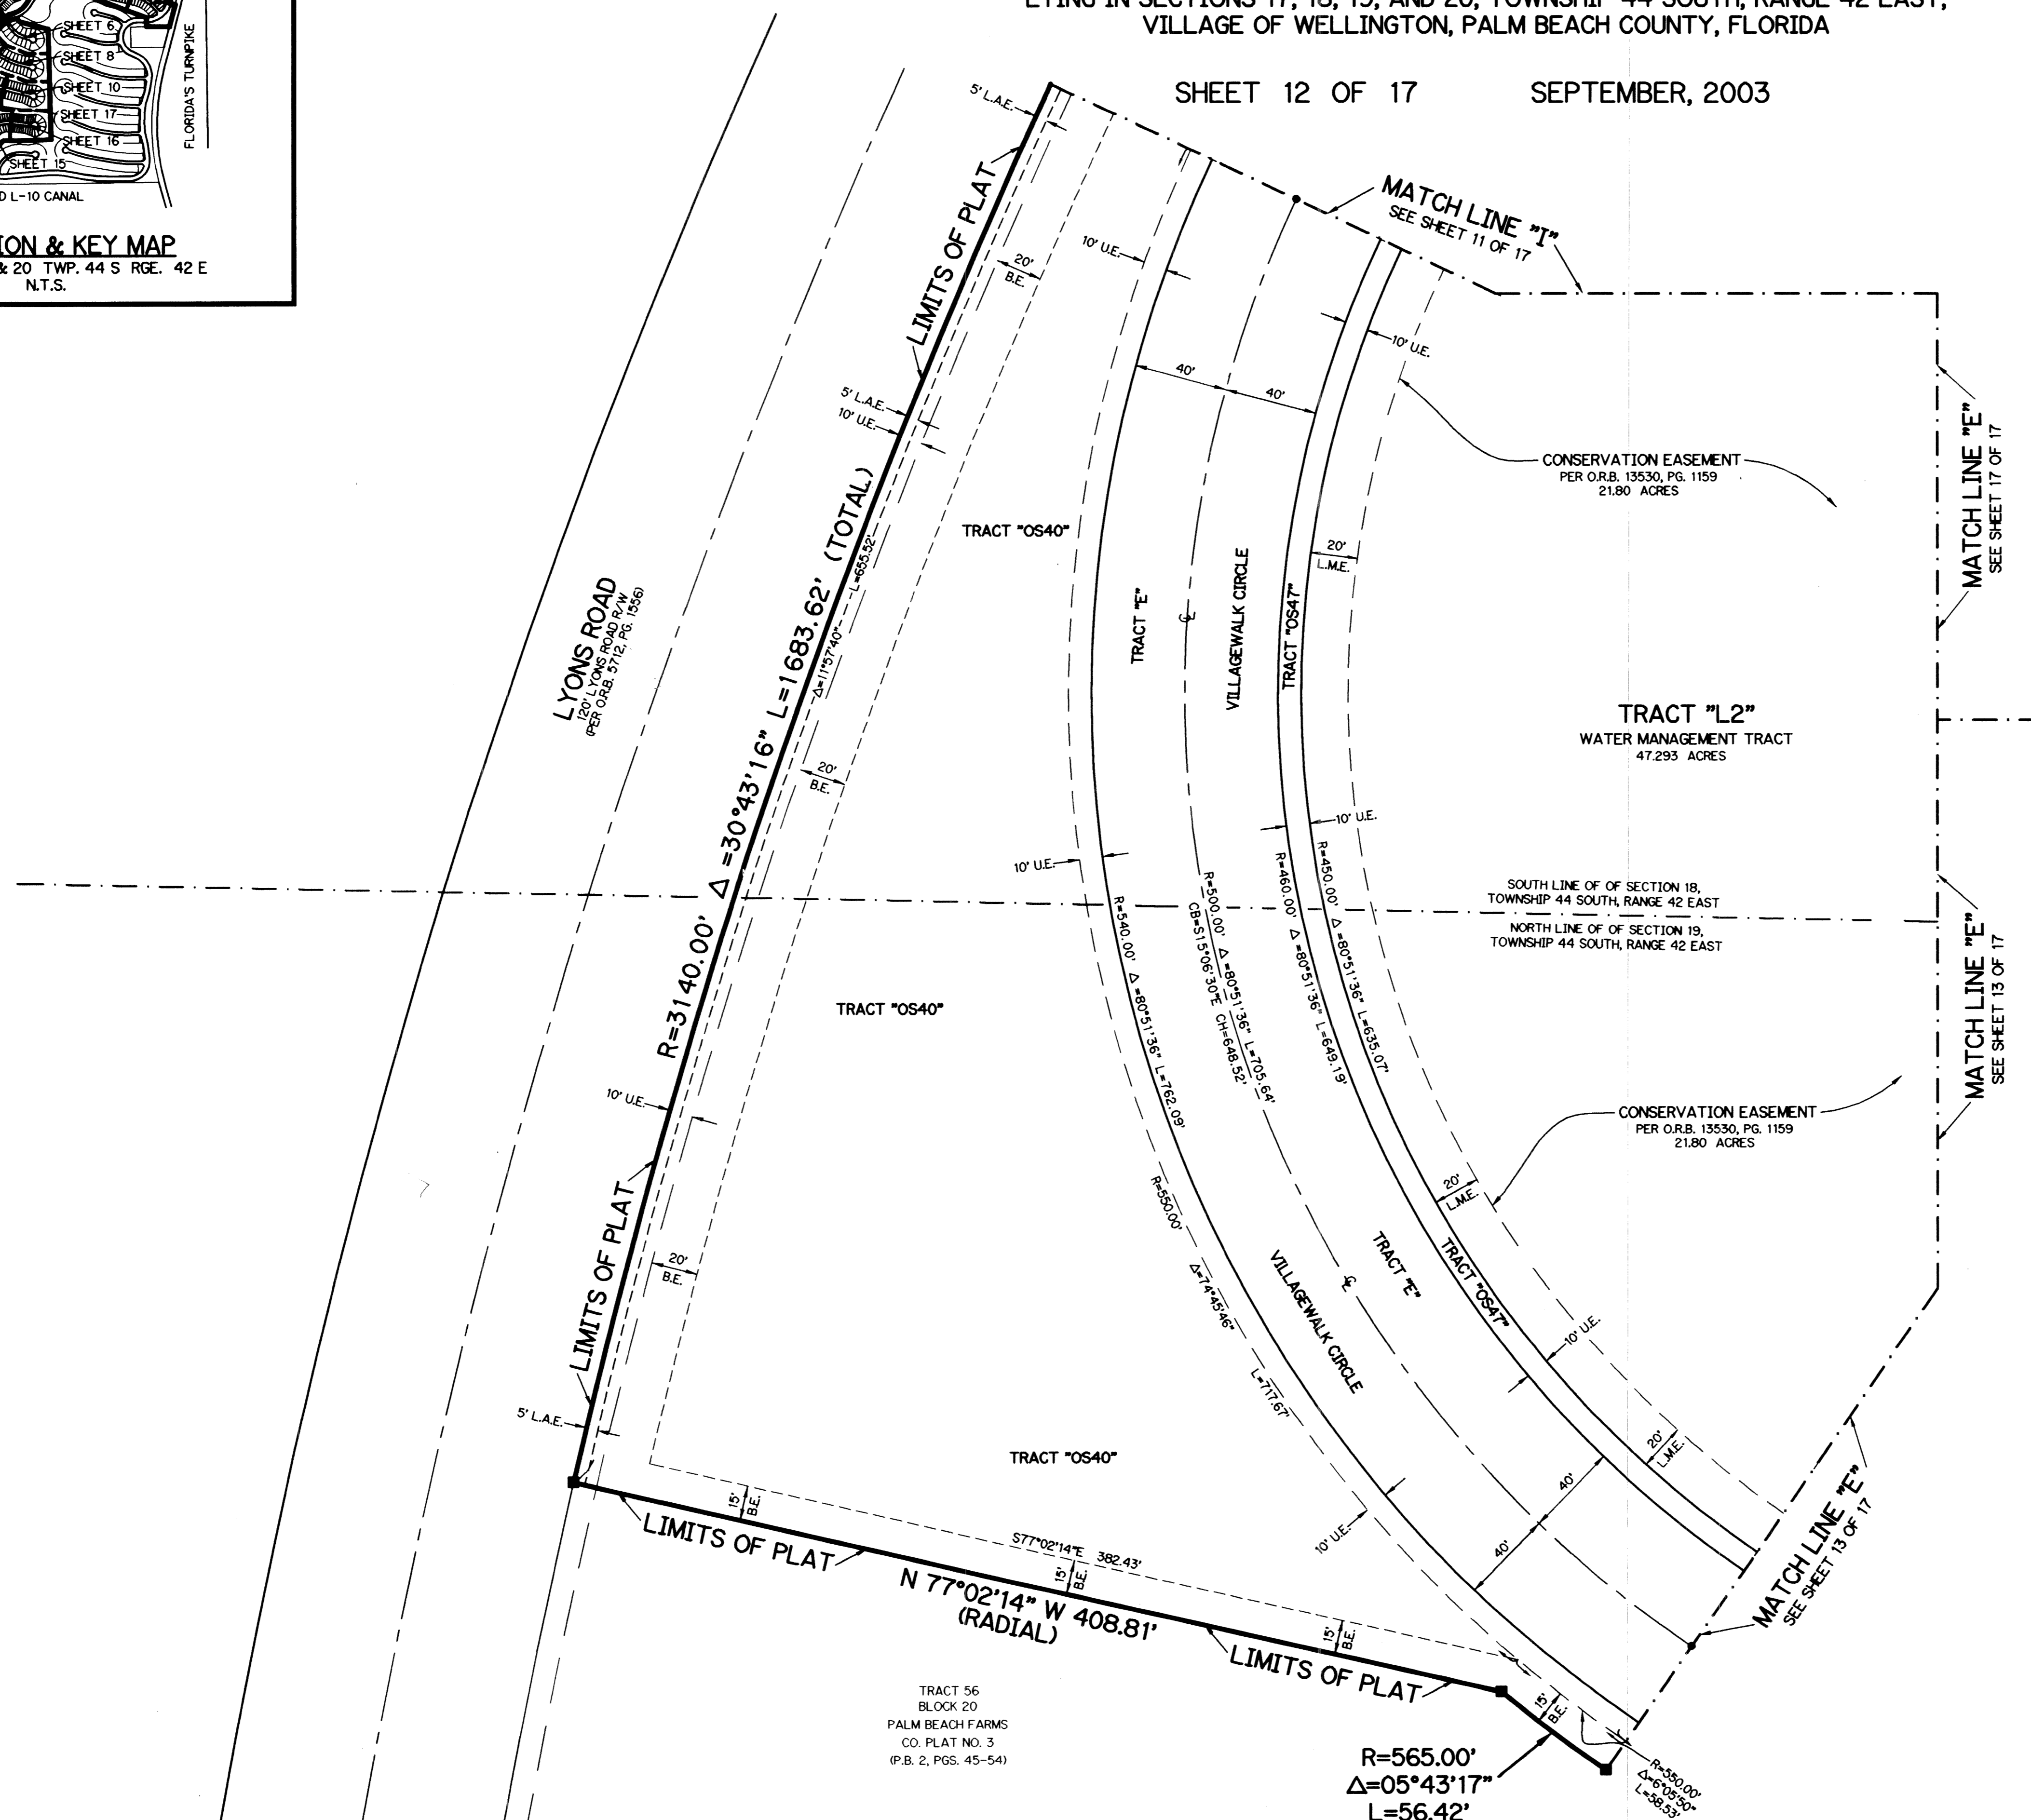 LYING IN SECTIONS 17, 18, 19, AND 20, TOWNSHIP 44 SOUTH, RANGE 42 EAST,
VILLAGE OF WELLINGTON, PALM BEACH COUNTY, FLORIDA
SHEET 12 OF 17
SEPTEMBER, 2003
SHEET 6
SHEET 8
SHEET 10
SHEET 17
SHEET 16
SHEET 15
FLORIDA'S TURNPIKE
D L-10 CANAL
ION & KEY MAP
& 20 TWP. 44 S RGE. 42 E
N.T.S.
5' L.A.E.
LIMITS OF PLAT
10' U.E.
20'
B.E.
MATCH LINE "I"
SEE SHEET 11 OF 17
10' U.E.
40'
40'
5' L.A.E.
10' U.E.
CONSERVATION EASEMENT
PER O.R.B. 13530, PG. 1159
21.80 ACRES
MATCH LINE "E"
SEE SHEET 17 OF 17
TRACT "OS40"
20'
L.M.E.
TRACT "E"
VILLAGEWALK CIRCLE
TRACT "OS47"
℄
LYONS ROAD
120' LYONS ROAD R/W
(PER O.R.B. 5712, PG. 1556)
R=3140.00' Δ=30°43'16" L=1683.62' (TOTAL)
Δ=11°57'40"
L=655.52'
TRACT "L2"
WATER MANAGEMENT TRACT
47.293 ACRES
20'
B.E.
10' U.E.
10' U.E.
SOUTH LINE OF OF SECTION 18,
TOWNSHIP 44 SOUTH, RANGE 42 EAST
NORTH LINE OF OF SECTION 19,
TOWNSHIP 44 SOUTH, RANGE 42 EAST
MATCH LINE "E"
SEE SHEET 13 OF 17
R=540.00' Δ=80°51'36" L=762.09'
R=500.00' Δ=80°51'36" L=705.64'
CB=S15°06'30"E CH=648.52'
R=460.00' Δ=80°51'36" L=649.19'
R=450.00' Δ=80°51'36" L=635.07'
TRACT "OS40"
10' U.E.
CONSERVATION EASEMENT
PER O.R.B. 13530, PG. 1159
21.80 ACRES
20'
L.M.E.
R=550.00'
Δ=74°45'46"
L=717.67'
LIMITS OF PLAT
20'
B.E.
VILLAGEWALK CIRCLE
℄
TRACT "E"
TRACT "OS47"
10' U.E.
5' L.A.E.
TRACT "OS40"
20'
L.M.E.
40'
40'
10' U.E.
15'
B.E.
LIMITS OF PLAT
S77°02'14"E 382.43'
15'
B.E.
N 77°02'14" W 408.81'
(RADIAL)
15'
B.E.
LIMITS OF PLAT
MATCH LINE "E"
SEE SHEET 13 OF 17
TRACT 56
BLOCK 20
PALM BEACH FARMS
CO. PLAT NO. 3
(P.B. 2, PGS. 45-54)
15'
B.E.
R=565.00'
Δ=05°43'17"
L=56.42'
R=550.00'
Δ=6°05'50"
L=58.53'